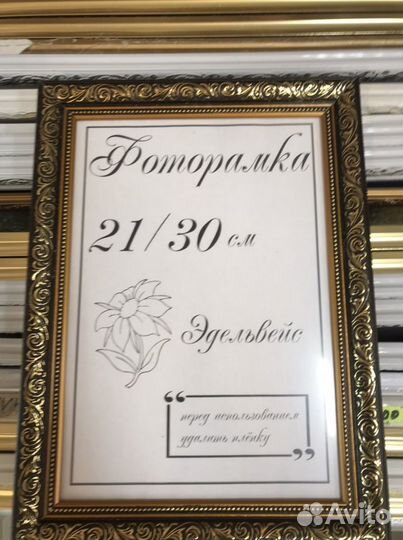 Фоторамка
21/30 см
Эдельвейс
“
перед использованием
удалить плёнку
”
Avito